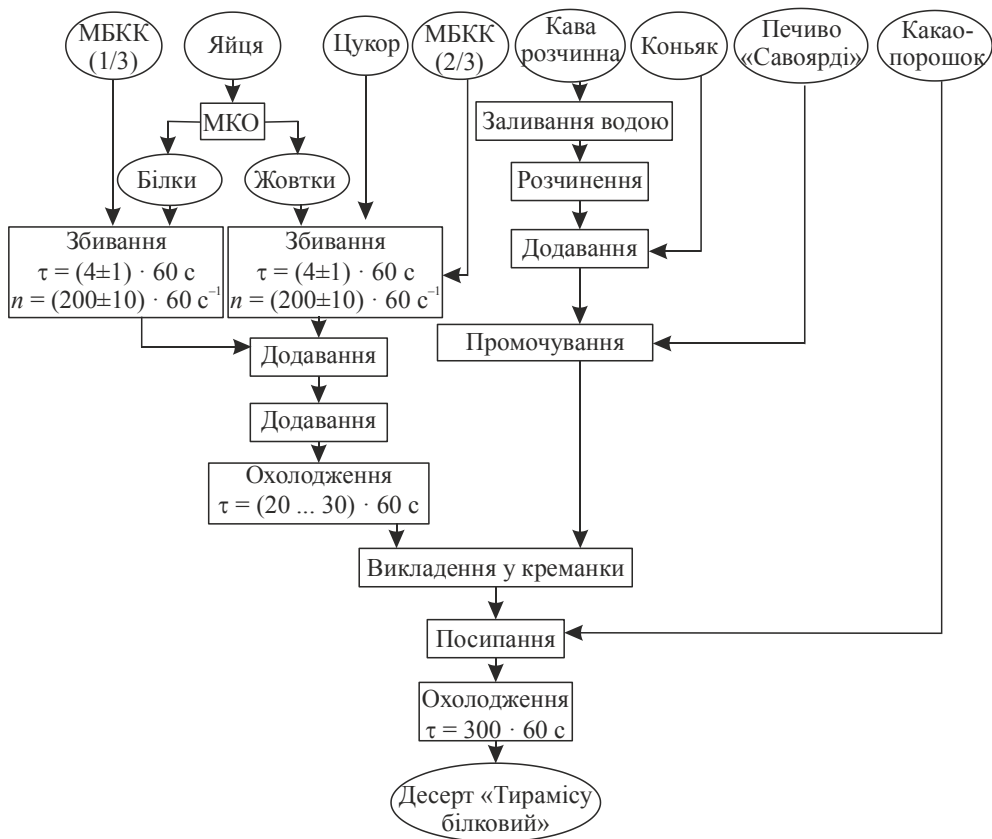 МБКК
(1/3)
Яйця
Цукор
МБКК
(2/3)
Кава
розчинна
Коньяк
Печиво
«Савоярді»
Какао-
порошок
МКО
Заливання водою
Білки
Жовтки
Розчинення
Збивання
τ = (4±1) · 60 с
n = (200±10) · 60 с⁻¹
Збивання
τ = (4±1) · 60 с
n = (200±10) · 60 с⁻¹
Додавання
Додавання
Промочування
Додавання
Охолодження
τ = (20 ... 30) · 60 с
Викладення у креманки
Посипання
Охолодження
τ = 300 · 60 с
Десерт «Тирамісу
білковий»